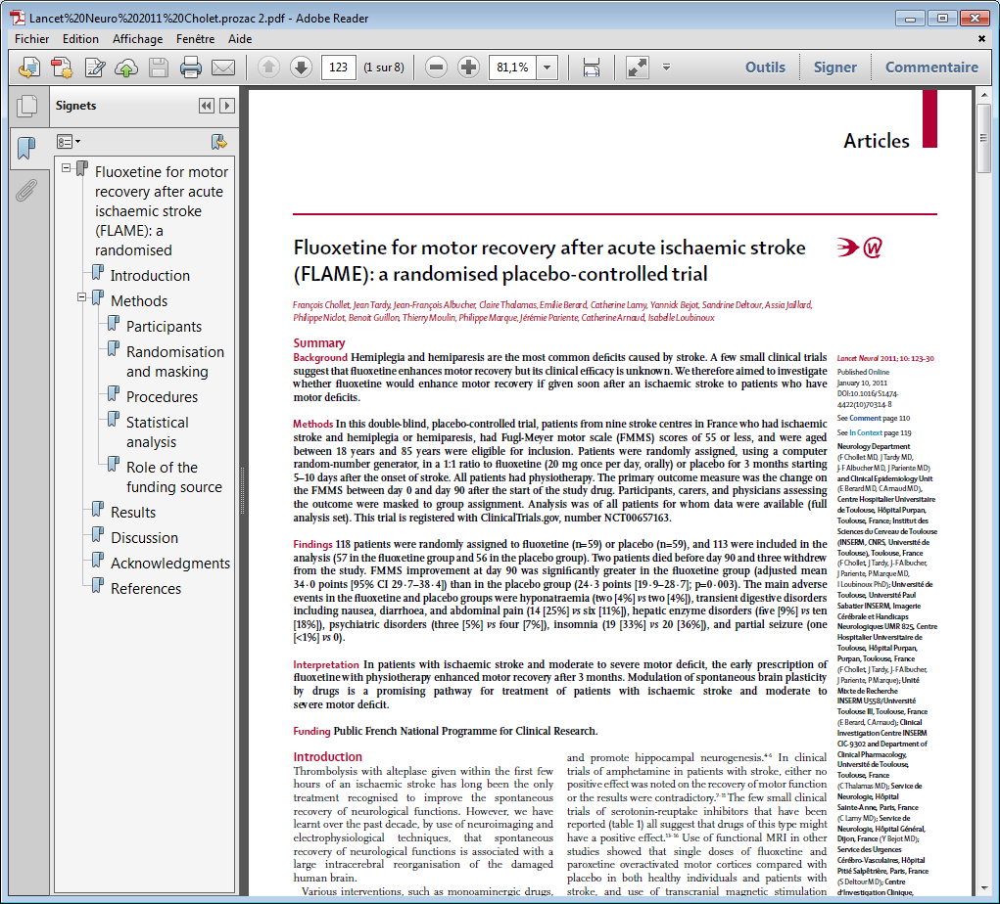 Lancet%20Neuro%202011%20Cholet.prozac 2.pdf - Adobe Reader
Fichier Edition Affichage Fenêtre Aide
123 (1 sur 8) 81,1% Outils Signer Commentaire
Signets
Fluoxetine for motor
recovery after acute
ischaemic stroke
(FLAME): a
randomised
Introduction
Methods
Participants
Randomisation
and masking
Procedures
Statistical
analysis
Role of the
funding source
Results
Discussion
Acknowledgments
References
Articles
Fluoxetine for motor recovery after acute ischaemic stroke
(FLAME): a randomised placebo-controlled trial
François Chollet, Jean Tardy, Jean-François Albucher, Claire Thalamas, Emilie Berard, Catherine Lamy, Yannick Bejot, Sandrine Deltour, Assia Jaillard,
Philippe Niclot, Benoit Guillon, Thierry Moulin, Philippe Marque, Jérémie Pariente, Catherine Arnaud, Isabelle Loubinoux
Summary
Background Hemiplegia and hemiparesis are the most common deficits caused by stroke. A few small clinical trials
suggest that fluoxetine enhances motor recovery but its clinical efficacy is unknown. We therefore aimed to investigate
whether fluoxetine would enhance motor recovery if given soon after an ischaemic stroke to patients who have
motor deficits.
Methods In this double-blind, placebo-controlled trial, patients from nine stroke centres in France who had ischaemic
stroke and hemiplegia or hemiparesis, had Fugl-Meyer motor scale (FMMS) scores of 55 or less, and were aged
between 18 years and 85 years were eligible for inclusion. Patients were randomly assigned, using a computer
random-number generator, in a 1:1 ratio to fluoxetine (20 mg once per day, orally) or placebo for 3 months starting
5–10 days after the onset of stroke. All patients had physiotherapy. The primary outcome measure was the change on
the FMMS between day 0 and day 90 after the start of the study drug. Participants, carers, and physicians assessing
the outcome were masked to group assignment. Analysis was of all patients for whom data were available (full
analysis set). This trial is registered with ClinicalTrials.gov, number NCT00657163.
Findings 118 patients were randomly assigned to fluoxetine (n=59) or placebo (n=59), and 113 were included in the
analysis (57 in the fluoxetine group and 56 in the placebo group). Two patients died before day 90 and three withdrew
from the study. FMMS improvement at day 90 was significantly greater in the fluoxetine group (adjusted mean
34·0 points [95% CI 29·7–38·4]) than in the placebo group (24·3 points [19·9–28·7]; p=0·003). The main adverse
events in the fluoxetine and placebo groups were hyponatraemia (two [4%] vs two [4%]), transient digestive disorders
including nausea, diarrhoea, and abdominal pain (14 [25%] vs six [11%]), hepatic enzyme disorders (five [9%] vs ten
[18%]), psychiatric disorders (three [5%] vs four [7%]), insomnia (19 [33%] vs 20 [36%]), and partial seizure (one
[<1%] vs 0).
Interpretation In patients with ischaemic stroke and moderate to severe motor deficit, the early prescription of
fluoxetine with physiotherapy enhanced motor recovery after 3 months. Modulation of spontaneous brain plasticity
by drugs is a promising pathway for treatment of patients with ischaemic stroke and moderate to
severe motor deficit.
Funding Public French National Programme for Clinical Research.
Introduction
Thrombolysis with alteplase given within the first few
hours of an ischaemic stroke has long been the only
treatment recognised to improve the spontaneous
recovery of neurological functions. However, we have
learnt over the past decade, by use of neuroimaging and
electrophysiological techniques, that spontaneous
recovery of neurological functions is associated with a
large intracerebral reorganisation of the damaged
human brain.
Various interventions, such as monoaminergic drugs,
and promote hippocampal neurogenesis.4-6 In clinical
trials of amphetamine in patients with stroke, either no
positive effect was noted on the recovery of motor function
or the results were contradictory.7-11 The few small clinical
trials of serotonin-reuptake inhibitors that have been
reported (table 1) all suggest that drugs of this type might
have a positive effect.13-16 Use of functional MRI in other
studies showed that single doses of fluoxetine and
paroxetine overactivated motor cortices compared with
placebo in both healthy individuals and patients with
stroke, and use of transcranial magnetic stimulation
Lancet Neurol 2011; 10: 123–30
Published Online
January 10, 2011
DOI:10.1016/S1474-
4422(10)70314-8
See Comment page 110
See In Context page 119
Neurology Department
(F Chollet MD, J Tardy MD,
J-F Albucher MD, J Pariente MD)
and Clinical Epidemiology Unit
(E Berard MD, C Arnaud MD),
Centre Hospitalier Universitaire
de Toulouse, Hôpital Purpan,
Toulouse, France; Institut des
Sciences du Cerveau de Toulouse
(INSERM, CNRS, Université de
Toulouse), Toulouse, France
(F Chollet, J Tardy, J-F Albucher,
J Pariente, P Marque MD,
I Loubinoux PhD); Université de
Toulouse, Université Paul
Sabatier INSERM, Imagerie
Cérébrale et Handicaps
Neurologiques UMR 825, Centre
Hospitalier Universitaire de
Toulouse, Hôpital Purpan,
Purpan, Toulouse, France
(F Chollet, J Tardy, J-F Albucher,
J Pariente, P Marque); Unité
Mixte de Recherche
INSERM U558/Université
Toulouse III, Toulouse, France
(E Berard, C Arnaud); Clinical
Investigation Centre INSERM
CIC-9302 and Department of
Clinical Pharmacology,
Université de Toulouse,
Toulouse, France
(C Thalamas MD); Service de
Neurologie, Hôpital
Sainte-Anne, Paris, France
(C Lamy MD); Service de
Neurologie, Hôpital Général,
Dijon, France (Y Bejot MD);
Service des Urgences
Cérébro-Vasculaires, Hôpital
Pitié Salpêtrière, Paris, France
(S Deltour MD); Centre
d'Investigation Clinique,